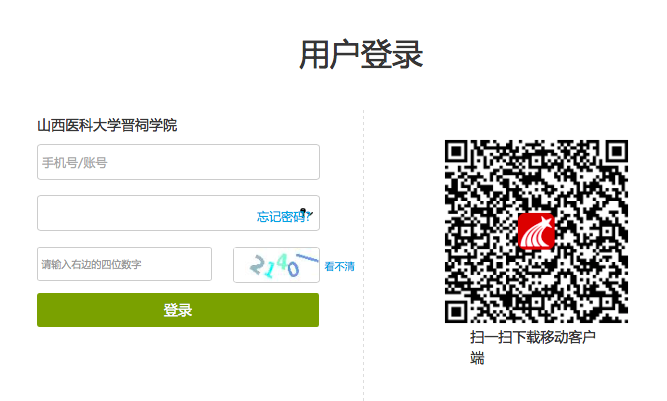 用户登录
山西医科大学晋祠学院
手机号/账号
忘记密码?
请输入右边的四位数字
2140
看不清
登录
扫一扫下载移动客户
端